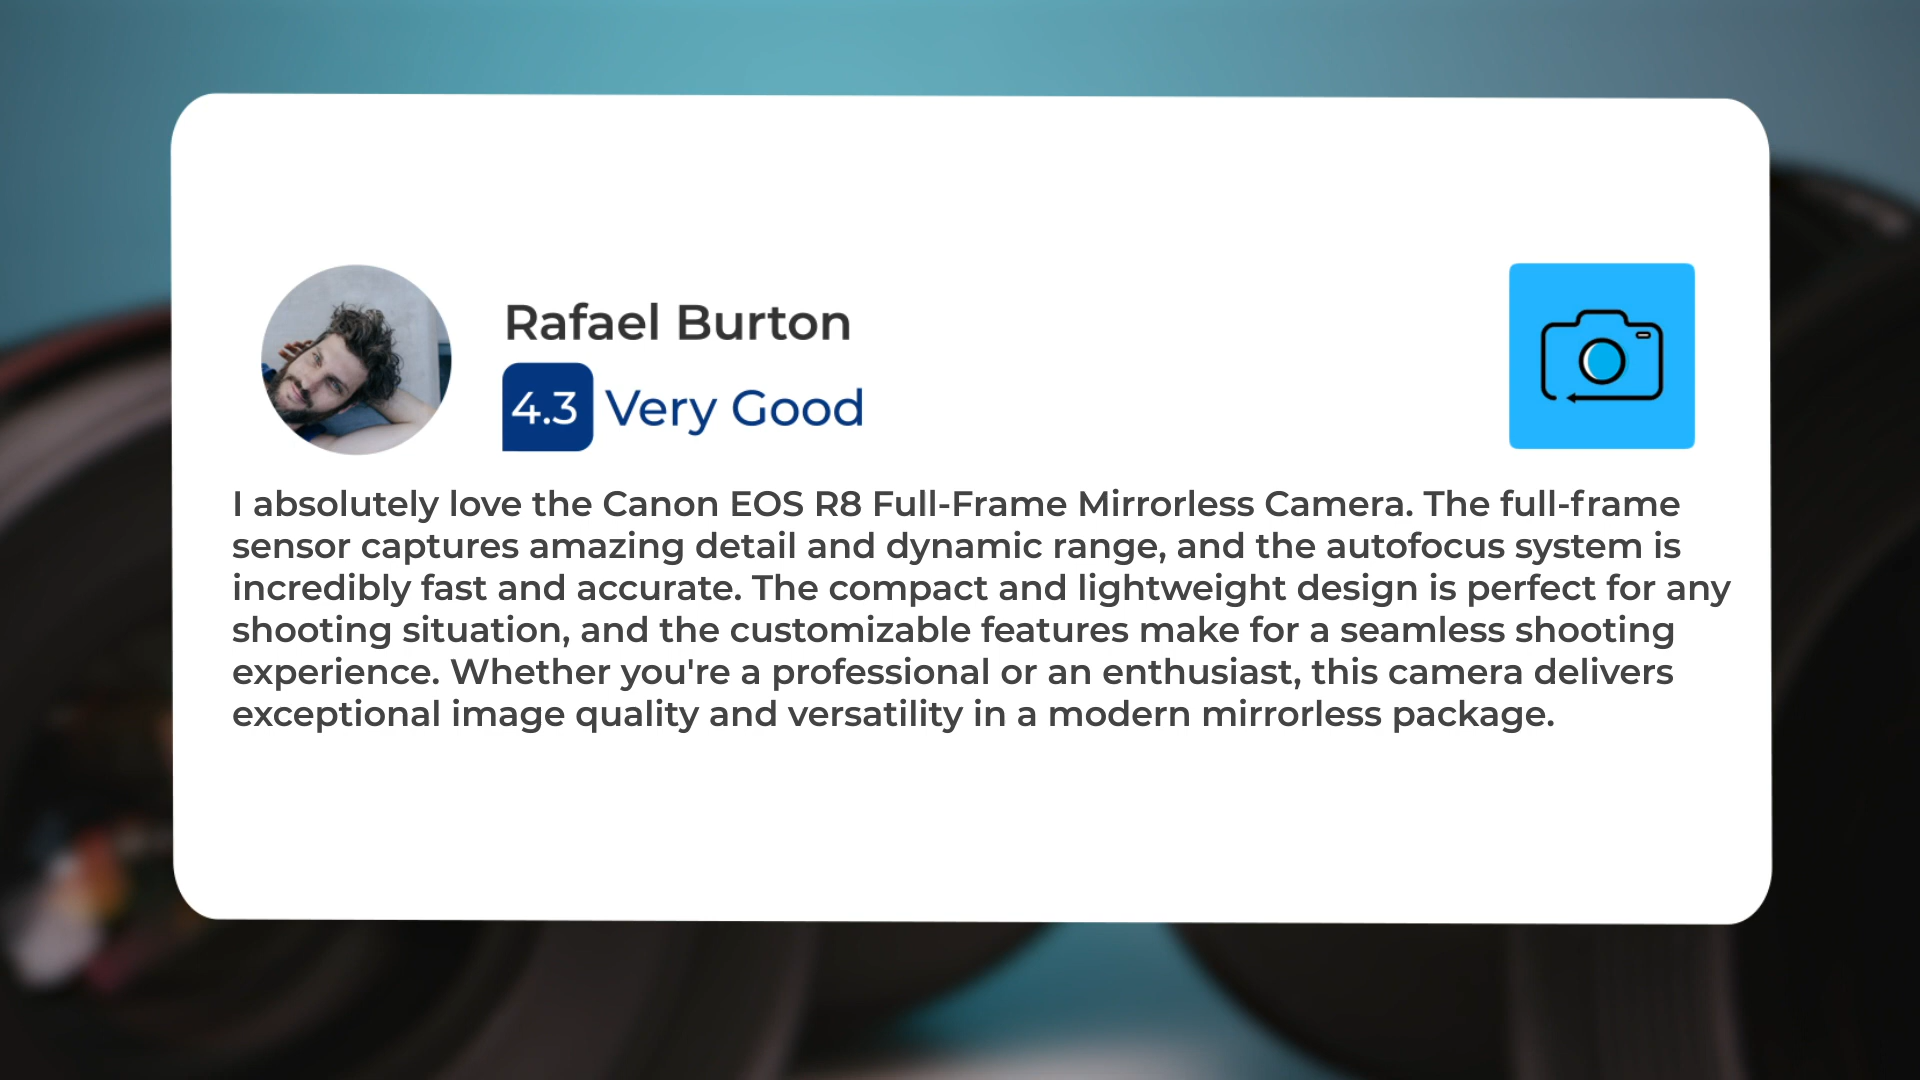 Rafael Burton
4.3 Very Good
I absolutely love the Canon EOS R8 Full-Frame Mirrorless Camera. The full-frame
sensor captures amazing detail and dynamic range, and the autofocus system is
incredibly fast and accurate. The compact and lightweight design is perfect for any
shooting situation, and the customizable features make for a seamless shooting
experience. Whether you're a professional or an enthusiast, this camera delivers
exceptional image quality and versatility in a modern mirrorless package.